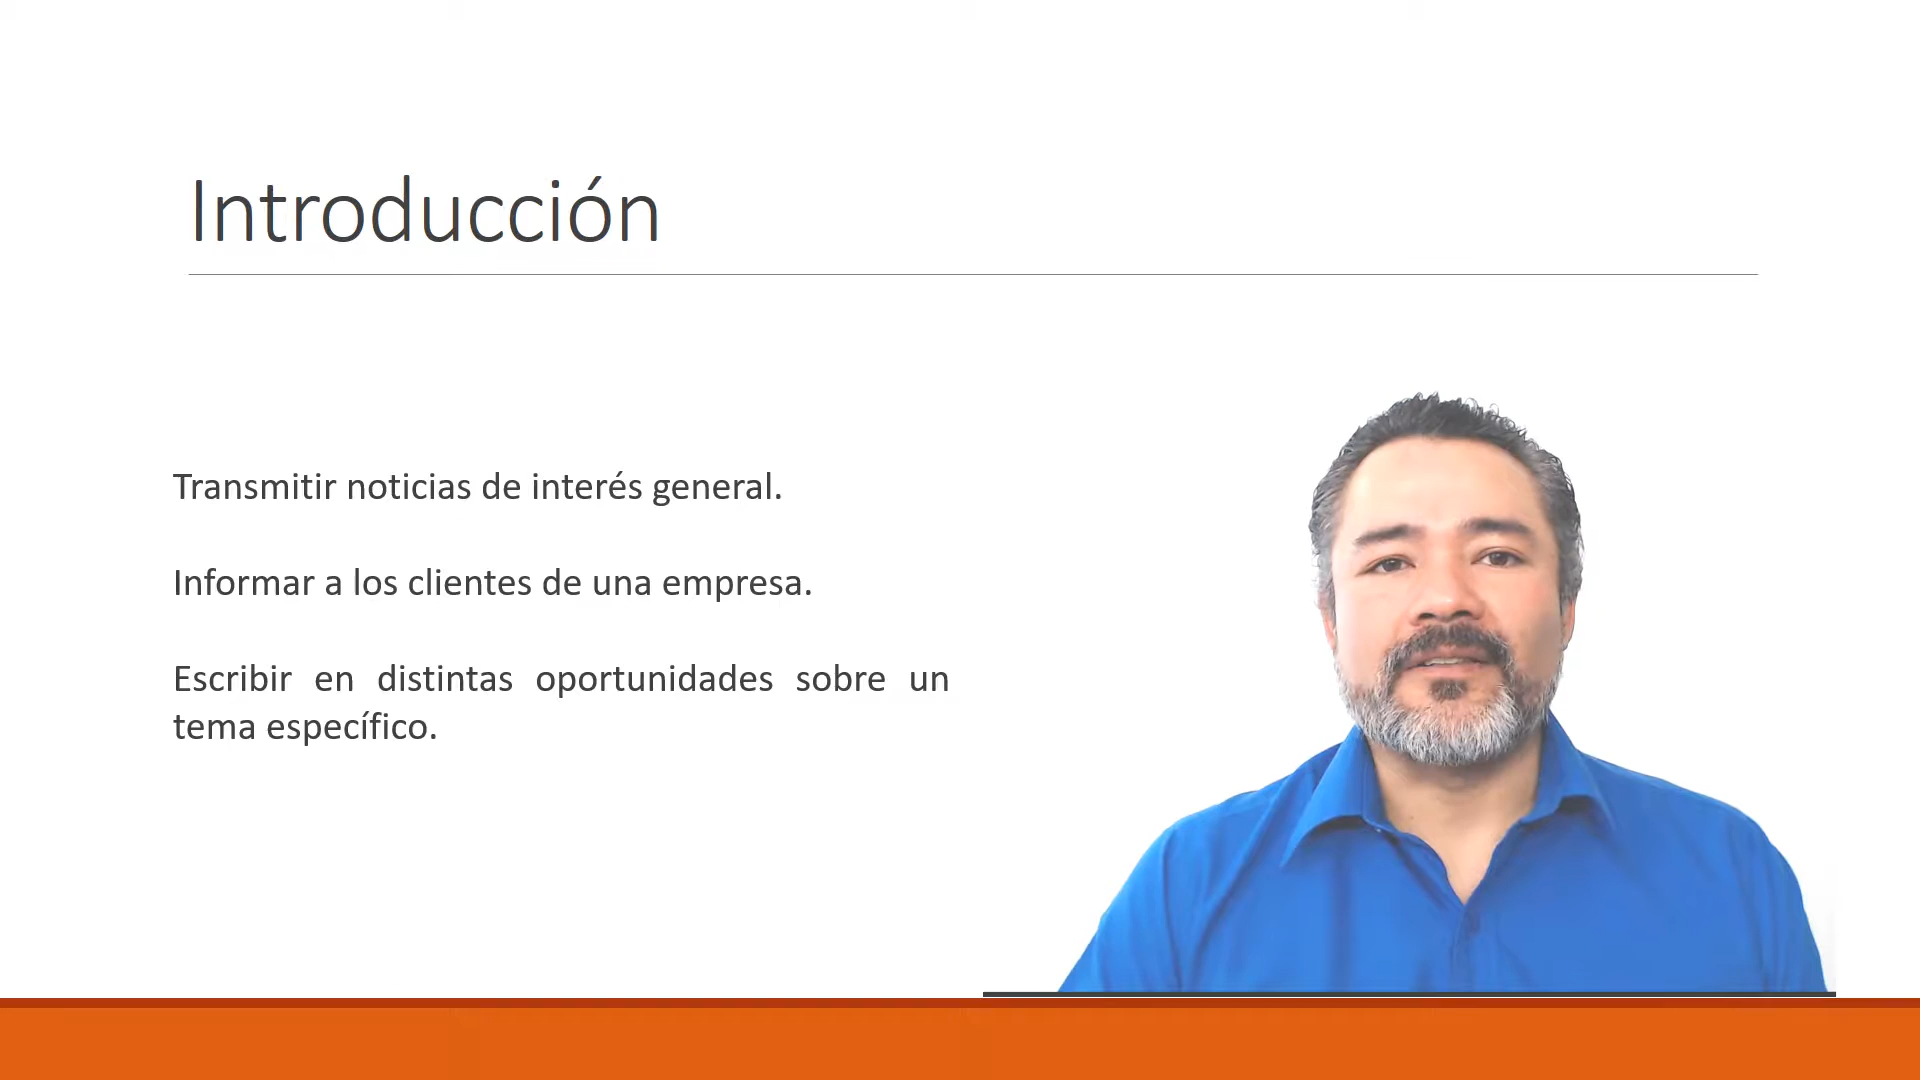 Introducción
Transmitir noticias de interés general.
Informar a los clientes de una empresa.
Escribir en distintas oportunidades sobre un
tema específico.